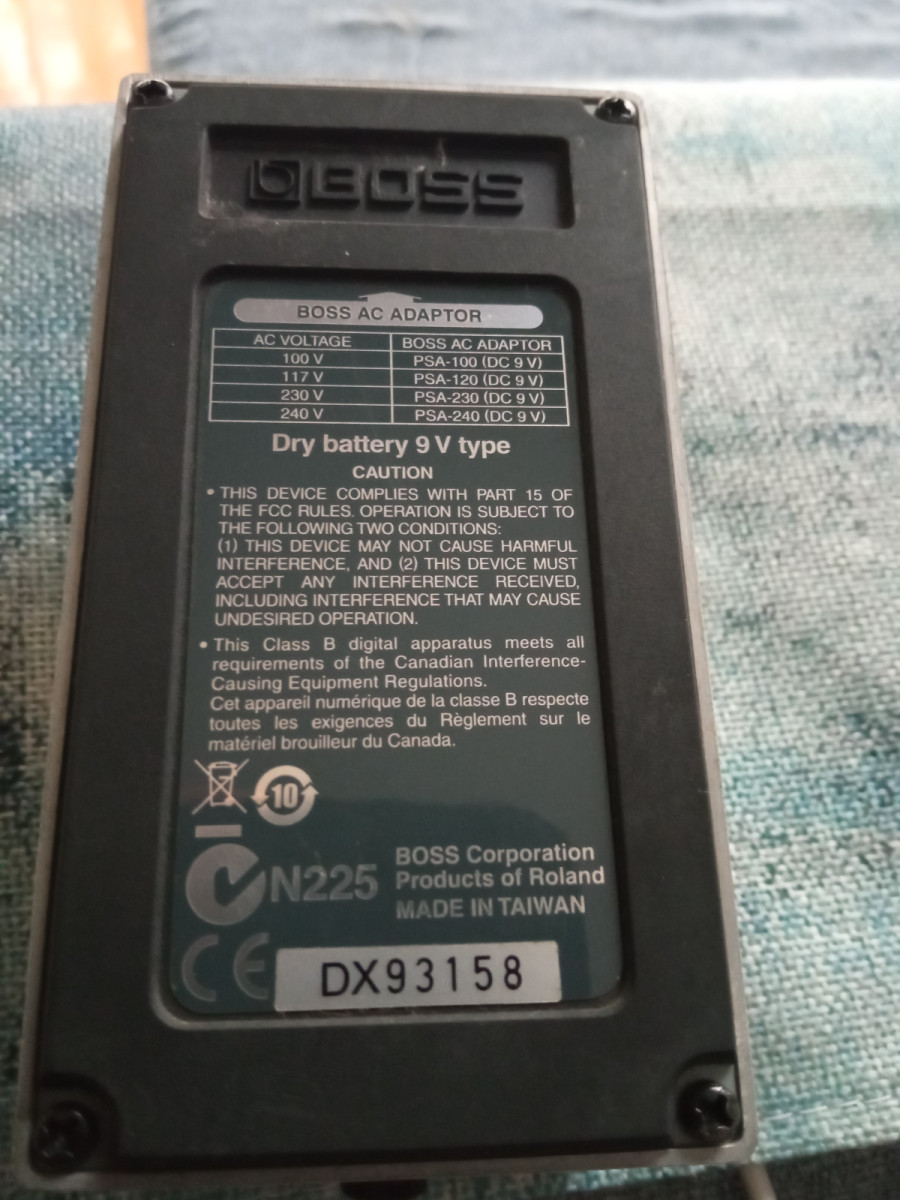 BOSS
BOSS AC ADAPTOR
AC VOLTAGE BOSS AC ADAPTOR
100 V PSA-100 (DC 9 V)
117 V PSA-120 (DC 9 V)
230 V PSA-230 (DC 9 V)
240 V PSA-240 (DC 9 V)
Dry battery 9 V type
CAUTION
• THIS DEVICE COMPLIES WITH PART 15 OF
THE FCC RULES. OPERATION IS SUBJECT TO
THE FOLLOWING TWO CONDITIONS:
(1) THIS DEVICE MAY NOT CAUSE HARMFUL
INTERFERENCE, AND (2) THIS DEVICE MUST
ACCEPT ANY INTERFERENCE RECEIVED,
INCLUDING INTERFERENCE THAT MAY CAUSE
UNDESIRED OPERATION.
• This Class B digital apparatus meets all
requirements of the Canadian Interference-
Causing Equipment Regulations.
Cet appareil numérique de la classe B respecte
toutes les exigences du Règlement sur le
matériel brouilleur du Canada.
10
N225
BOSS Corporation
Products of Roland
MADE IN TAIWAN
CE
DX93158